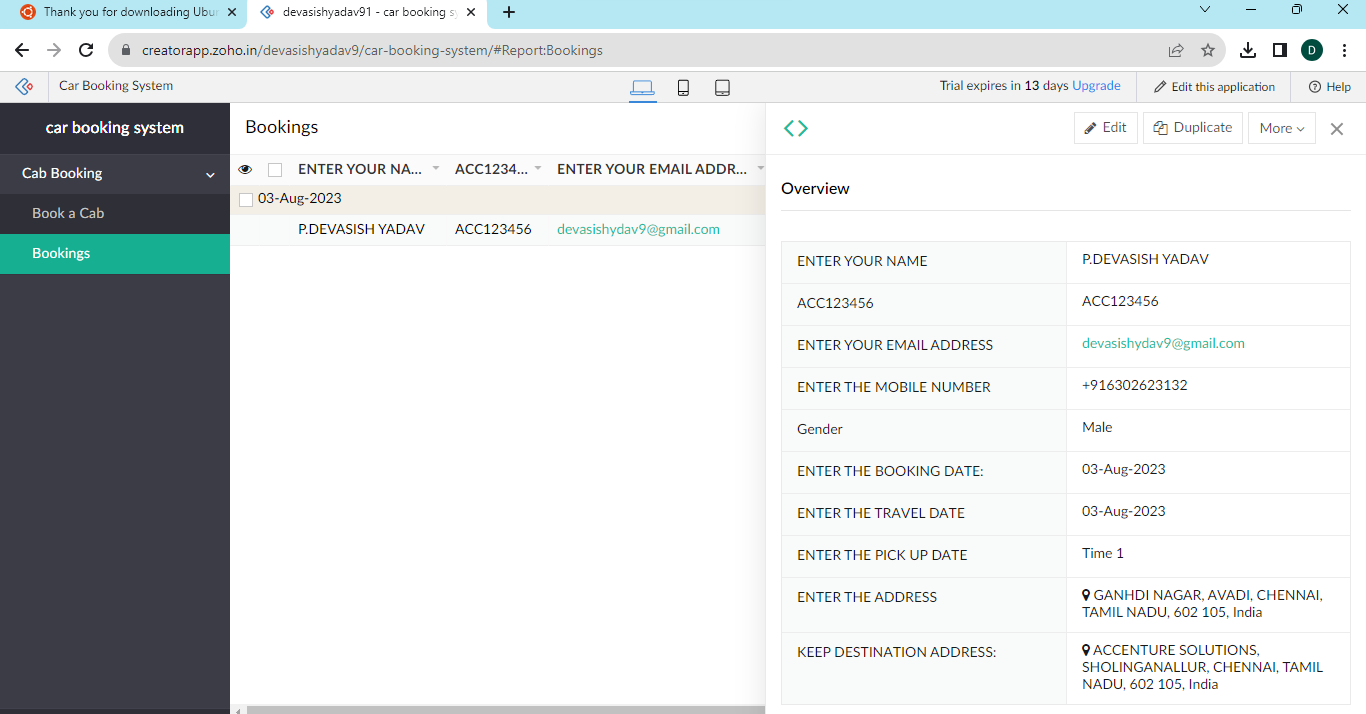 Thank you for downloading Ubu
devasishyadav91 - car booking sy
creatorapp.zoho.in/devasishyadav9/car-booking-system/#Report:Bookings
D
Car Booking System
Trial expires in 13 days Upgrade
Edit this application
Help
car booking system
Cab Booking
Book a Cab
Bookings
Bookings
ENTER YOUR NA... ACC1234... ENTER YOUR EMAIL ADDR...
03-Aug-2023
P.DEVASISH YADAV ACC123456 devasishydav9@gmail.com
Edit Duplicate More
Overview
ENTER YOUR NAME P.DEVASISH YADAV
ACC123456 ACC123456
ENTER YOUR EMAIL ADDRESS devasishydav9@gmail.com
ENTER THE MOBILE NUMBER +916302623132
Gender Male
ENTER THE BOOKING DATE: 03-Aug-2023
ENTER THE TRAVEL DATE 03-Aug-2023
ENTER THE PICK UP DATE Time 1
ENTER THE ADDRESS GANHDI NAGAR, AVADI, CHENNAI,
TAMIL NADU, 602 105, India
KEEP DESTINATION ADDRESS: ACCENTURE SOLUTIONS,
SHOLINGANALLUR, CHENNAI, TAMIL
NADU, 602 105, India